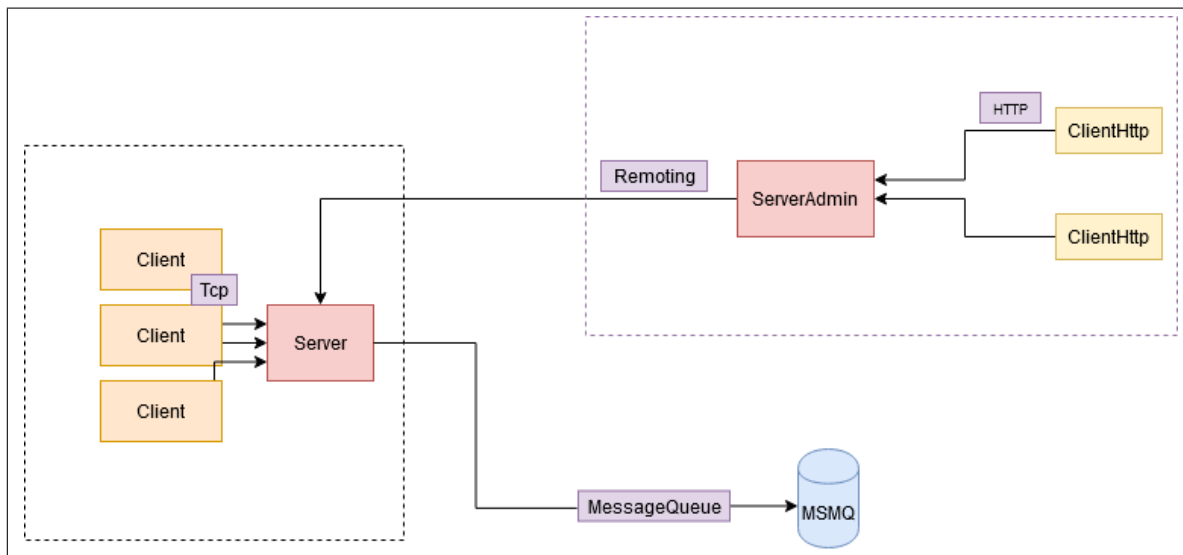 HTTP
ClientHttp
Remoting
ServerAdmin
ClientHttp
Client
Tcp
Client
Server
Client
MessageQueue
MSMQ